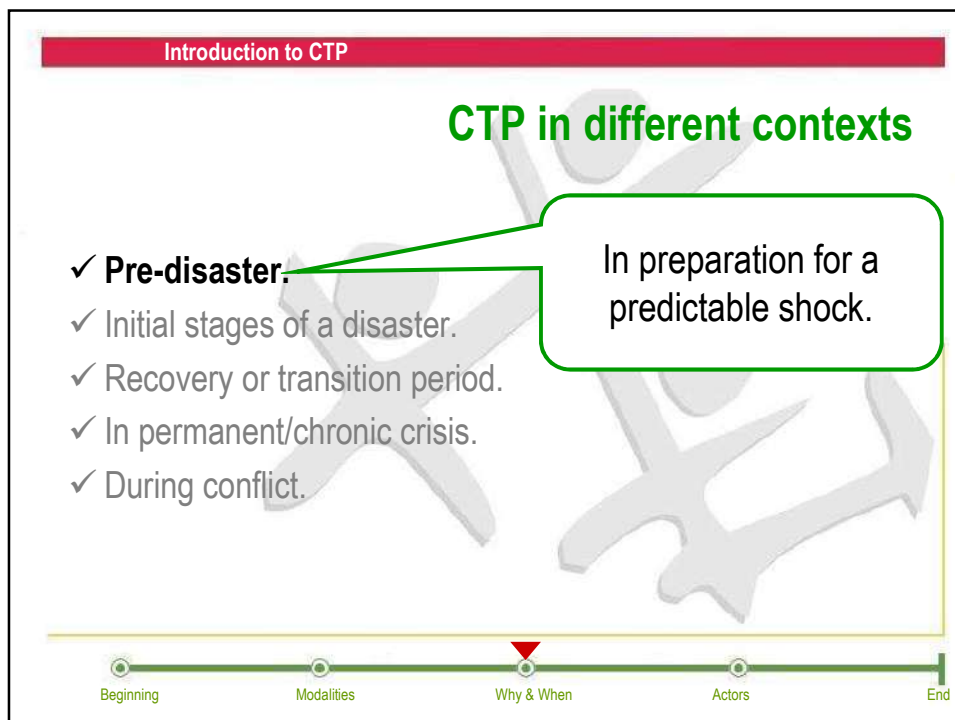 Introduction to CTP
CTP in different contexts
✓ Pre-disaster.
In preparation for a
predictable shock.
✓ Initial stages of a disaster.
✓ Recovery or transition period.
✓ In permanent/chronic crisis.
✓ During conflict.
Beginning
Modalities
Why & When
Actors
End